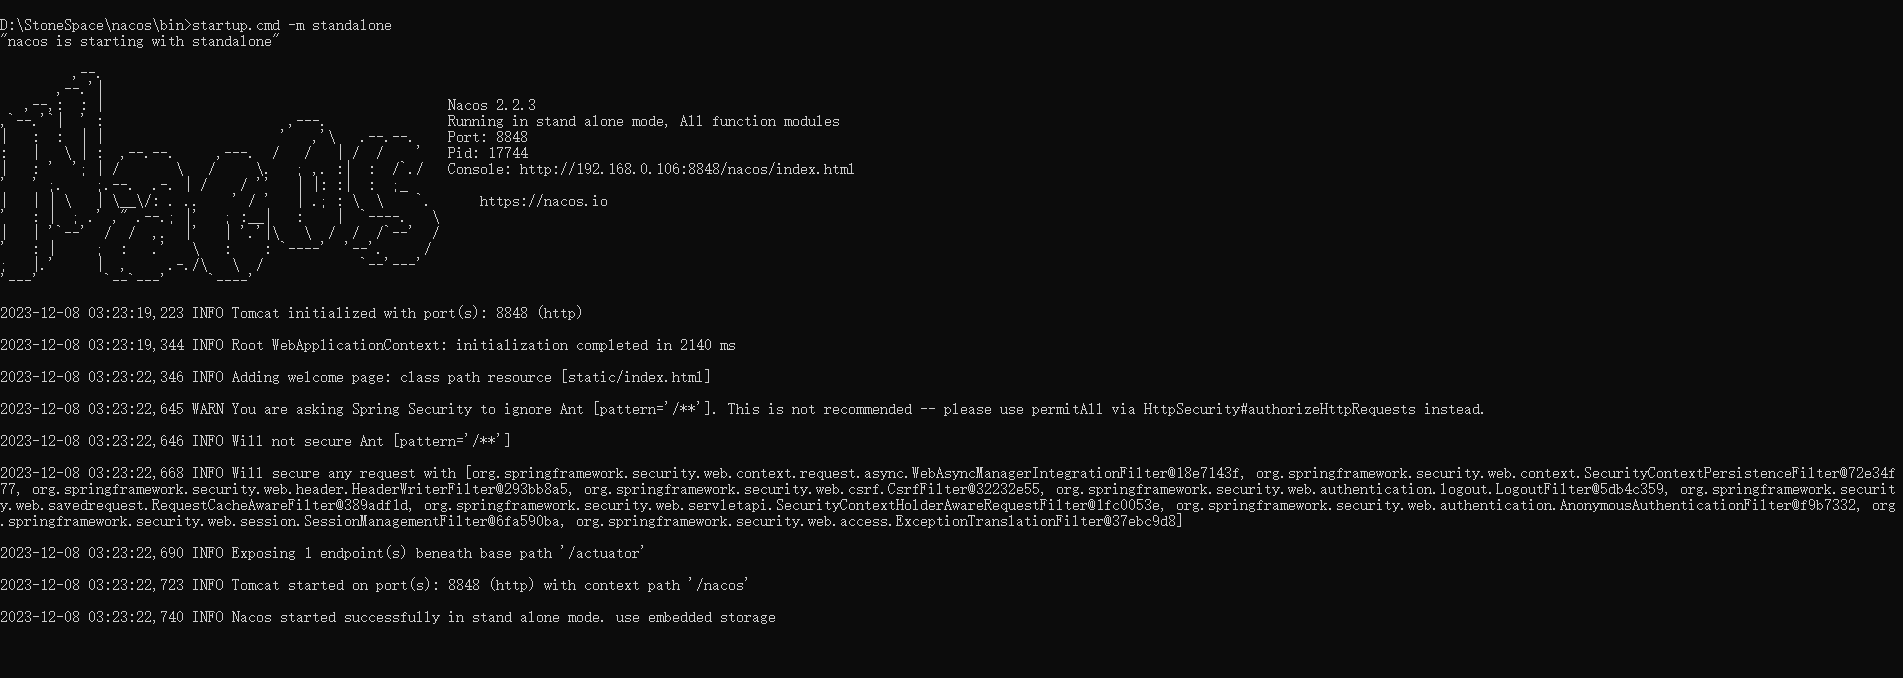 D:\StoneSpace\nacos\bin>startup.cmd -m standalone
"nacos is starting with standalone"
Nacos 2.2.3
Running in stand alone mode, All function modules
Port: 8848
Pid: 17744
Console: http://192.168.0.106:8848/nacos/index.html
https://nacos.io
2023-12-08 03:23:19,223 INFO Tomcat initialized with port(s): 8848 (http)
2023-12-08 03:23:19,344 INFO Root WebApplicationContext: initialization completed in 2140 ms
2023-12-08 03:23:22,346 INFO Adding welcome page: class path resource [static/index.html]
2023-12-08 03:23:22,645 WARN You are asking Spring Security to ignore Ant [pattern='/**']. This is not recommended -- please use permitAll via HttpSecurity#authorizeHttpRequests instead.
2023-12-08 03:23:22,646 INFO Will not secure Ant [pattern='/**']
2023-12-08 03:23:22,668 INFO Will secure any request with [org.springframework.security.web.context.request.async.WebAsyncManagerIntegrationFilter@18e7143f, org.springframework.security.web.context.SecurityContextPersistenceFilter@72e34f
77, org.springframework.security.web.header.HeaderWriterFilter@293bb8a5, org.springframework.security.web.csrf.CsrfFilter@32232e55, org.springframework.security.web.authentication.logout.LogoutFilter@5db4c359, org.springframework.securit
y.web.savedrequest.RequestCacheAwareFilter@389adf1d, org.springframework.security.web.servletapi.SecurityContextHolderAwareRequestFilter@1fc0053e, org.springframework.security.web.authentication.AnonymousAuthenticationFilter@f9b7332, org
.springframework.security.web.session.SessionManagementFilter@6fa590ba, org.springframework.security.web.access.ExceptionTranslationFilter@37ebc9d8]
2023-12-08 03:23:22,690 INFO Exposing 1 endpoint(s) beneath base path '/actuator'
2023-12-08 03:23:22,723 INFO Tomcat started on port(s): 8848 (http) with context path '/nacos'
2023-12-08 03:23:22,740 INFO Nacos started successfully in stand alone mode. use embedded storage